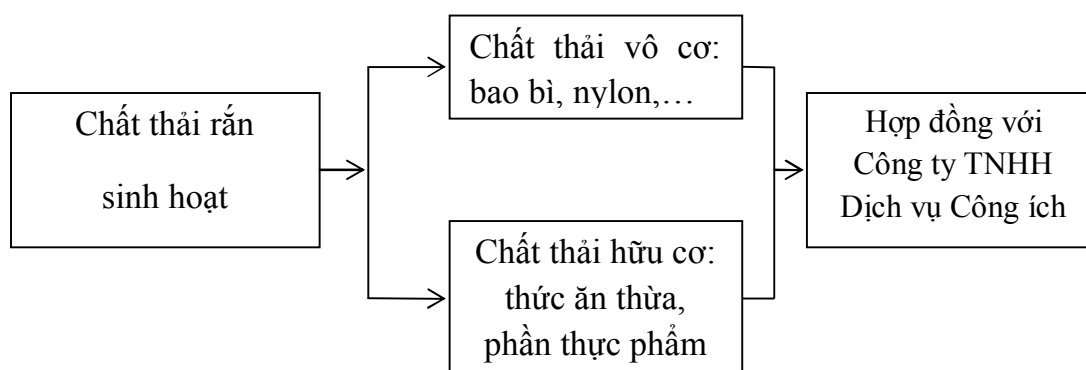 Chất thải rắn
sinh hoạt
Chất thải vô cơ:
bao bì, nylon,…
Chất thải hữu cơ:
thức ăn thừa,
phần thực phẩm
Hợp đồng với
Công ty TNHH
Dịch vụ Công ích